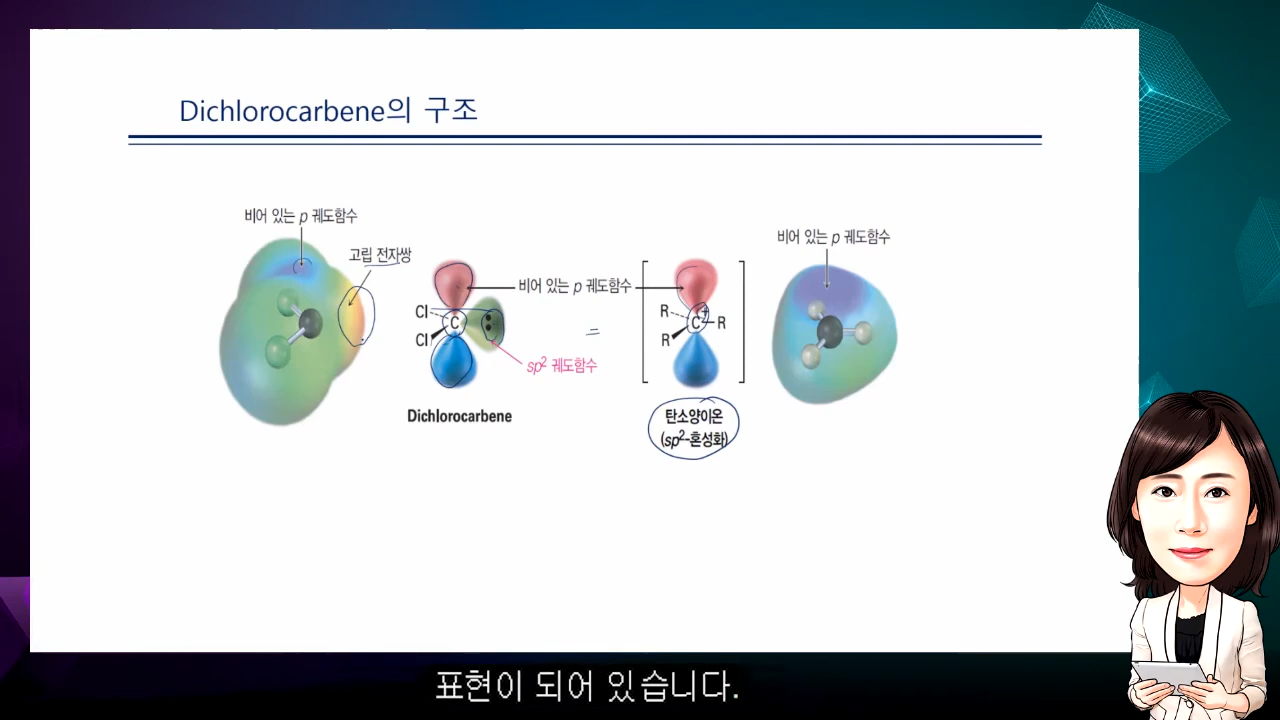 Dichlorocarbene의 구조
비어 있는 p 궤도함수
고립 전자쌍
Cl
C
Cl
sp2 궤도함수
Dichlorocarbene
비어 있는 p 궤도함수
=
R
C+
R
R
탄소양이온
(sp2-혼성화)
비어 있는 p 궤도함수
표현이 되어 있습니다.